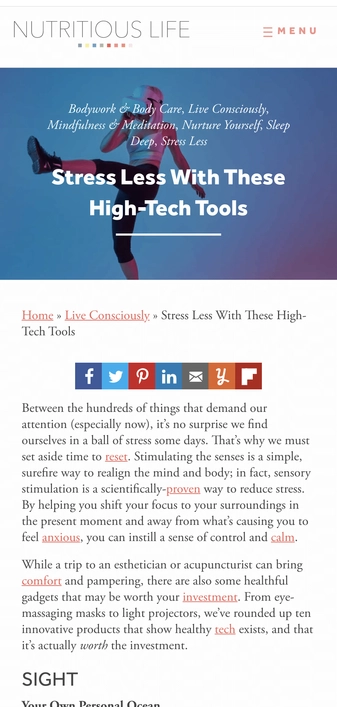 NUTRITIOUS LIFE
MENU
Bodywork & Body Care, Live Consciously,
Mindfulness & Meditation, Nurture Yourself, Sleep
Deep, Stress Less
Stress Less With These
High-Tech Tools
Home » Live Consciously » Stress Less With These High-
Tech Tools
Between the hundreds of things that demand our
attention (especially now), it's no surprise we find
ourselves in a ball of stress some days. That's why we must
set aside time to reset. Stimulating the senses is a simple,
surefire way to realign the mind and body; in fact, sensory
stimulation is a scientifically-proven way to reduce stress.
By helping you shift your focus to your surroundings in
the present moment and away from what's causing you to
feel anxious, you can instill a sense of control and calm.
While a trip to an esthetician or acupuncturist can bring
comfort and pampering, there are also some healthful
gadgets that may be worth your investment. From eye-
massaging masks to light projectors, we've rounded up ten
innovative products that show healthy tech exists, and that
it's actually worth the investment.
SIGHT
Your Own Personal Ocean